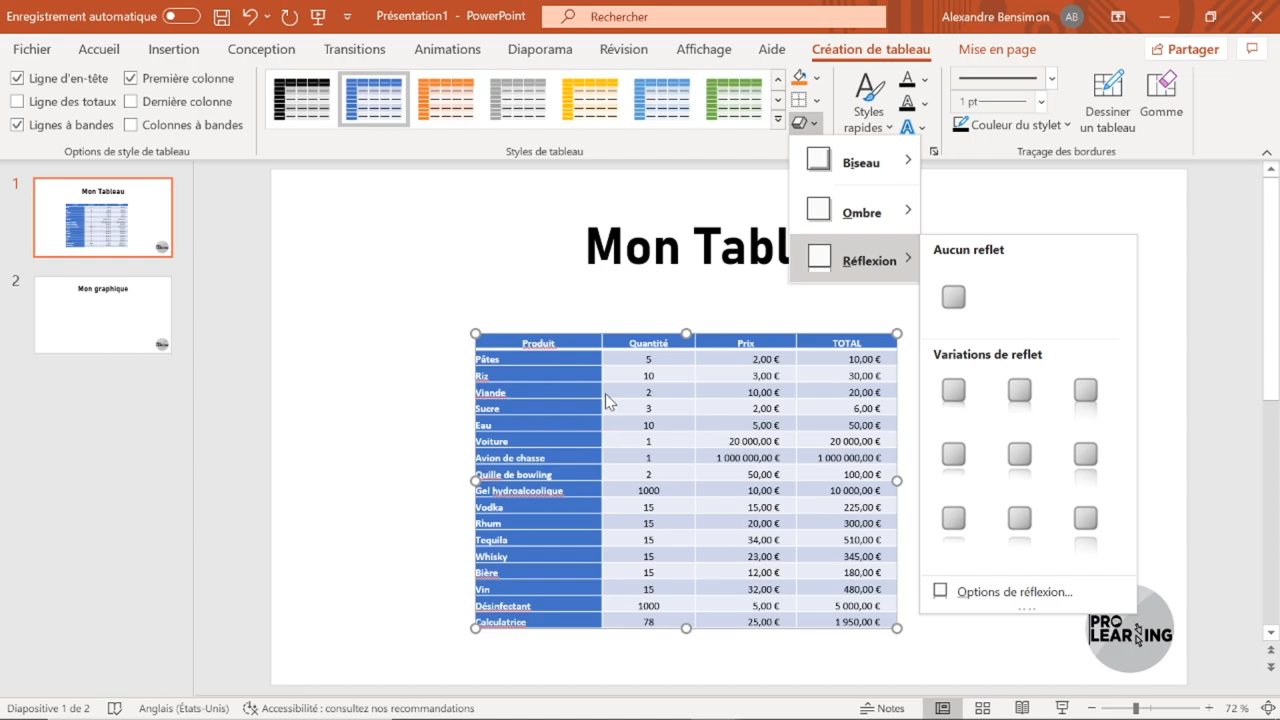 Enregistrement automatique
Présentation1 - PowerPoint
Rechercher
Alexandre Bensimon
AB
Fichier
Accueil
Insertion
Conception
Transitions
Animations
Diaporama
Révision
Affichage
Aide
Création de tableau
Mise en page
Partager
Ligne d'en-tête
Première colonne
Ligne des totaux
Dernière colonne
Lignes à bandes
Colonnes à bandes
Options de style de tableau
Styles de tableau
Styles
rapides
A
A
A
1 pt
Couleur du stylet
Dessiner
un tableau
Gomme
Traçage des bordures
Biseau
Ombre
Réflexion
Aucun reflet
Variations de reflet
Options de réflexion...
1
Mon Tableau
2
Mon graphique
Mon Tabl
Produit Quantité Prix TOTAL
Pâtes 5 2,00 € 10,00 €
Riz 10 3,00 € 30,00 €
Viande 2 10,00 € 20,00 €
Sucre 3 2,00 € 6,00 €
Eau 10 5,00 € 50,00 €
Voiture 1 20 000,00 € 20 000,00 €
Avion de chasse 1 1 000 000,00 € 1 000 000,00 €
Quille de bowling 2 50,00 € 100,00 €
Gel hydroalcoolique 1000 10,00 € 10 000,00 €
Vodka 15 15,00 € 225,00 €
Rhum 15 20,00 € 300,00 €
Tequila 15 34,00 € 510,00 €
Whisky 15 23,00 € 345,00 €
Bière 15 12,00 € 180,00 €
Vin 15 32,00 € 480,00 €
Désinfectant 1000 5,00 € 5 000,00 €
Calculatrice 78 25,00 € 1 950,00 €
PRO
LEARNING
Diapositive 1 de 2
Anglais (États-Unis)
Accessibilité : consultez nos recommandations
Notes
72 %